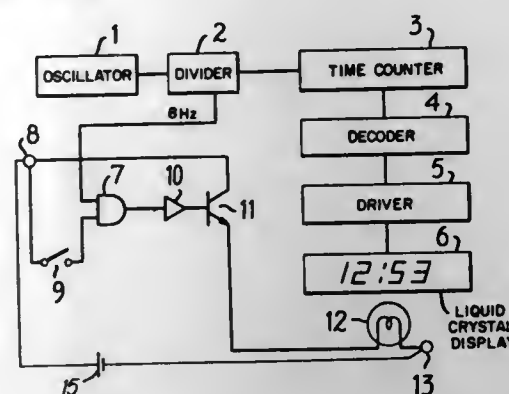 1
2
3
OSCILLATOR
DIVIDER
TIME COUNTER
4
8Hz
DECODER
8
7
10
5
11
DRIVER
9
6
12:53
12
LIQUID
CRYSTAL
DISPLAY
15
13